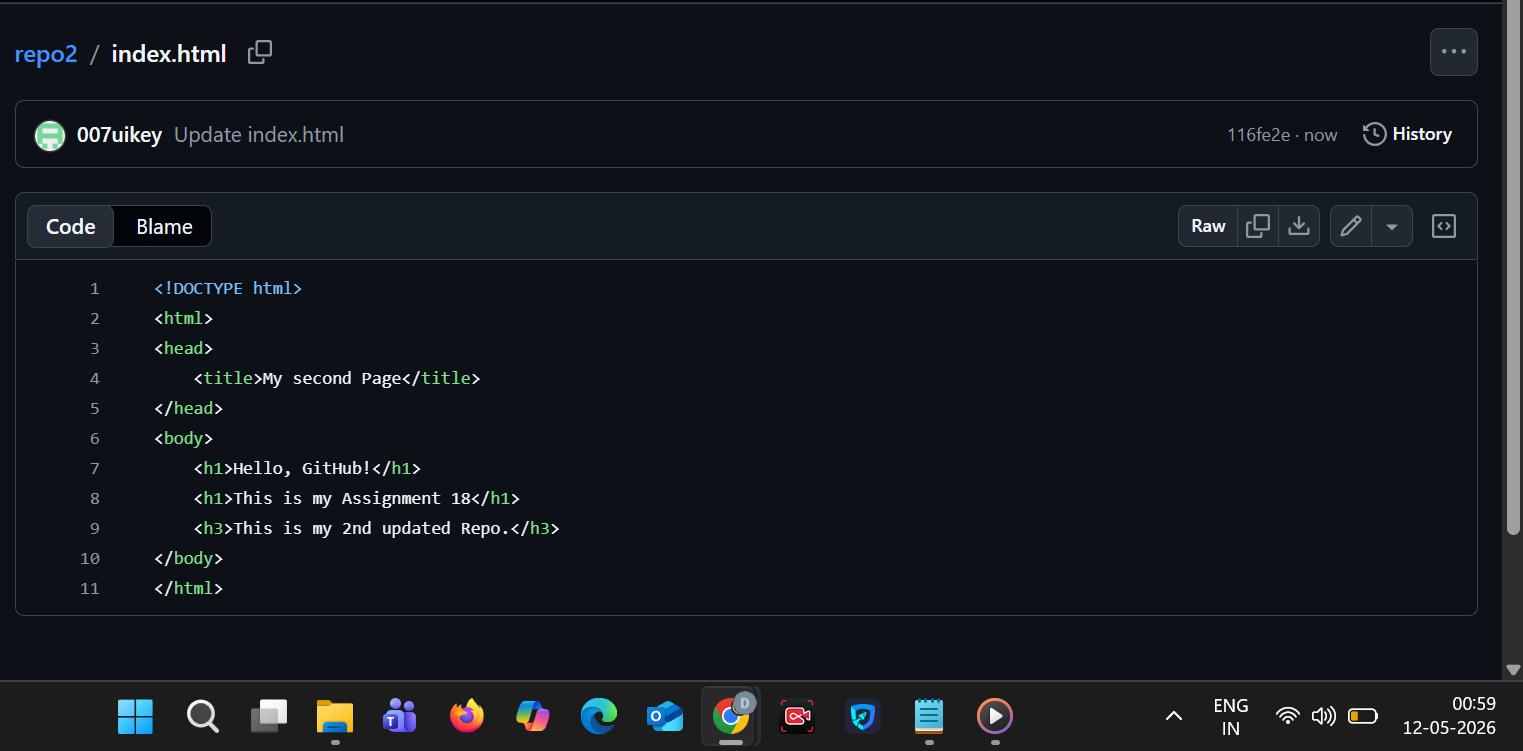 repo2 / index.html
007uikey Update index.html 116fe2e · now History
Code Blame Raw
1 <!DOCTYPE html>
2 <html>
3 <head>
4     <title>My second Page</title>
5 </head>
6 <body>
7     <h1>Hello, GitHub!</h1>
8     <h1>This is my Assignment 18</h1>
9     <h3>This is my 2nd updated Repo.</h3>
10 </body>
11 </html>
D
ENG
IN
00:59
12-05-2026